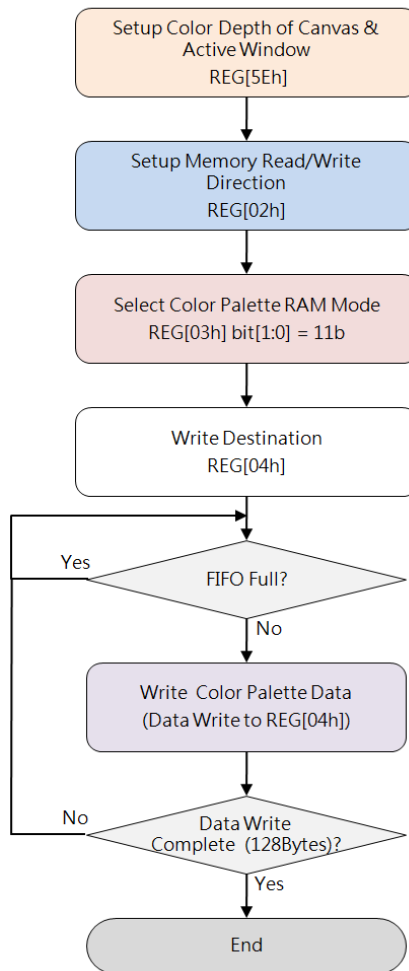 Setup Color Depth of Canvas &
Active Window
REG[5Eh]
Setup Memory Read/Write
Direction
REG[02h]
Select Color Palette RAM Mode
REG[03h] bit[1:0] = 11b
Write Destination
REG[04h]
Yes
FIFO Full?
No
Write Color Palette Data
(Data Write to REG[04h])
No
Data Write
Complete (128Bytes)?
Yes
End